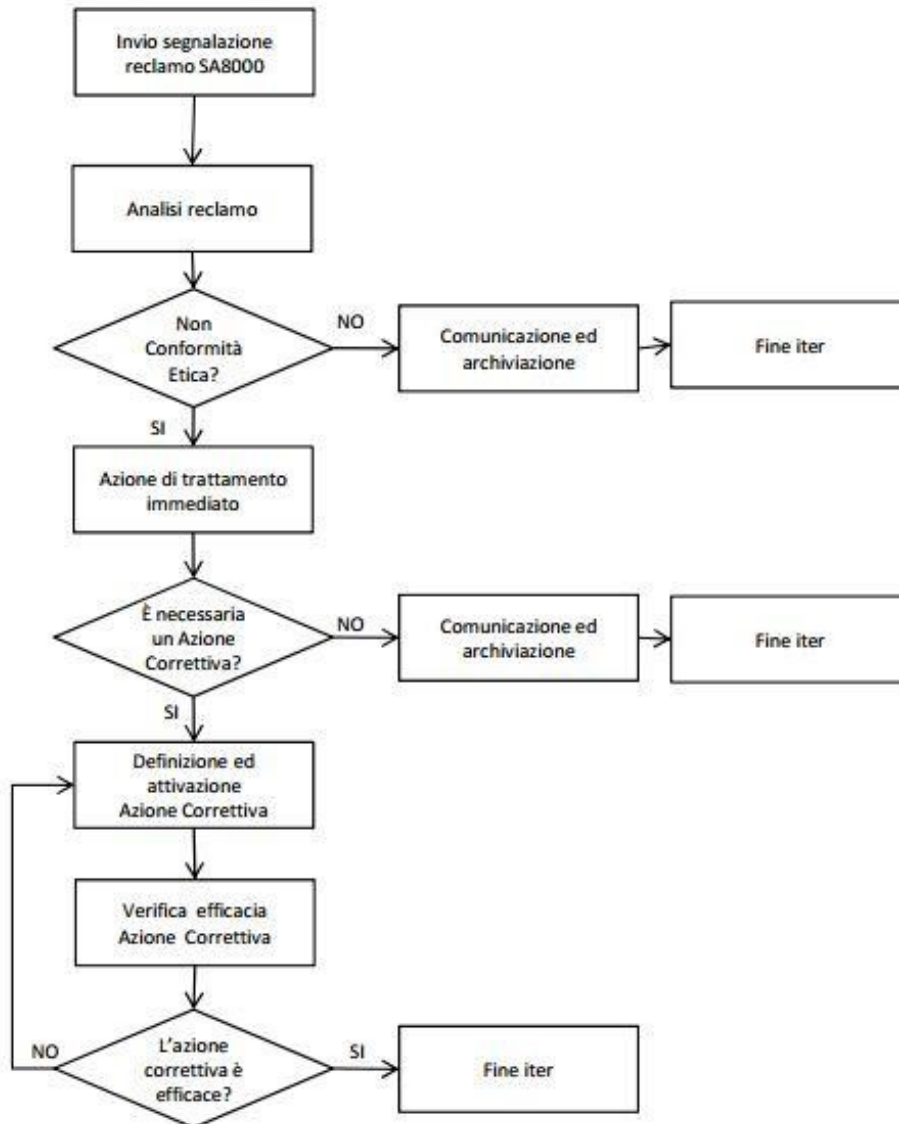 Invio segnalazione
reclamo SA8000
Analisi reclamo
Non
Conformità
Etica?
NO
Comunicazione ed
archiviazione
Fine iter
SI
Azione di trattamento
immediato
È necessaria
un Azione
Correttiva?
NO
Comunicazione ed
archiviazione
Fine iter
SI
Definizione ed
attivazione
Azione Correttiva
Verifica efficacia
Azione Correttiva
NO
L'azione
correttiva è
efficace?
SI
Fine iter